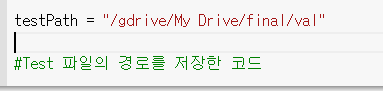 testPath = "/gdrive/My Drive/final/val"
#Test 파일의 경로를 저장한 코드